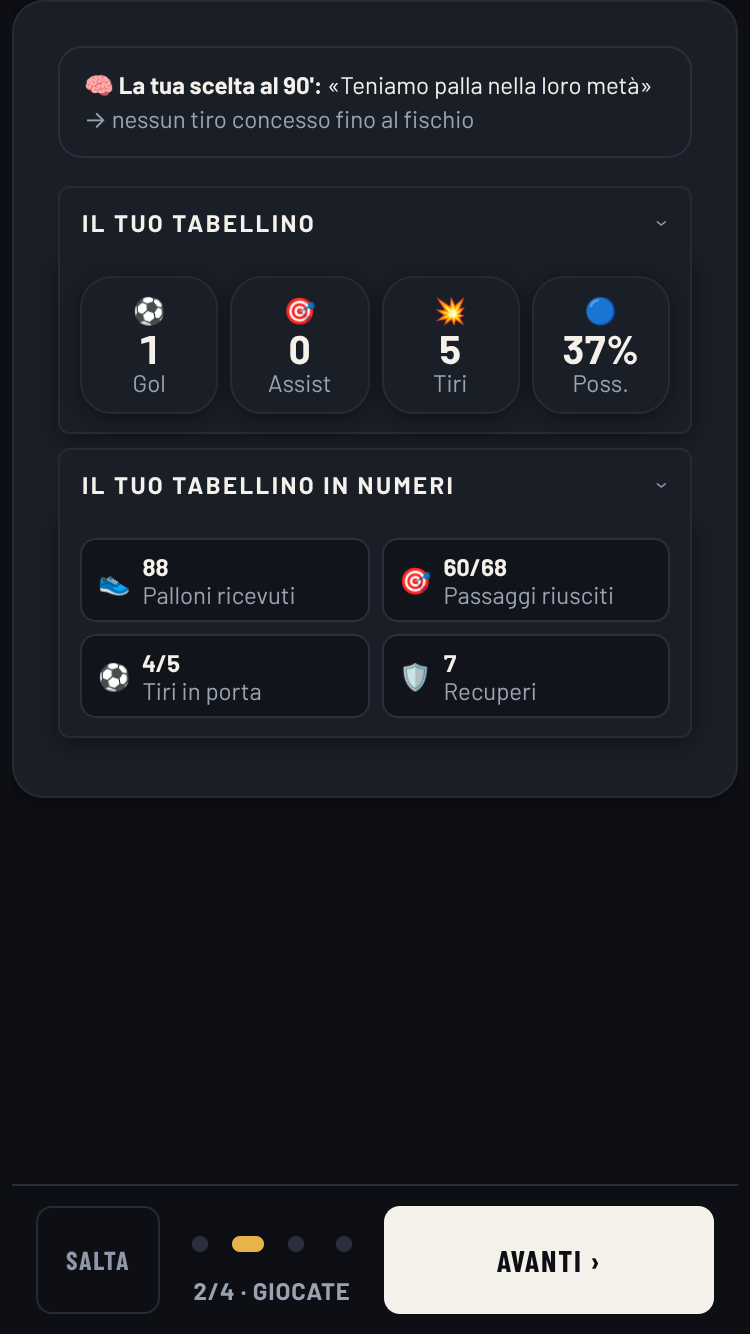 🧠 La tua scelta al 90': «Teniamo palla nella loro metà»
→ nessun tiro concesso fino al fischio
IL TUO TABELLINO
1
Gol
0
Assist
5
Tiri
37%
Poss.
IL TUO TABELLINO IN NUMERI
88
Palloni ricevuti
60/68
Passaggi riusciti
4/5
Tiri in porta
7
Recuperi
SALTA
2/4 · GIOCATE
AVANTI ›